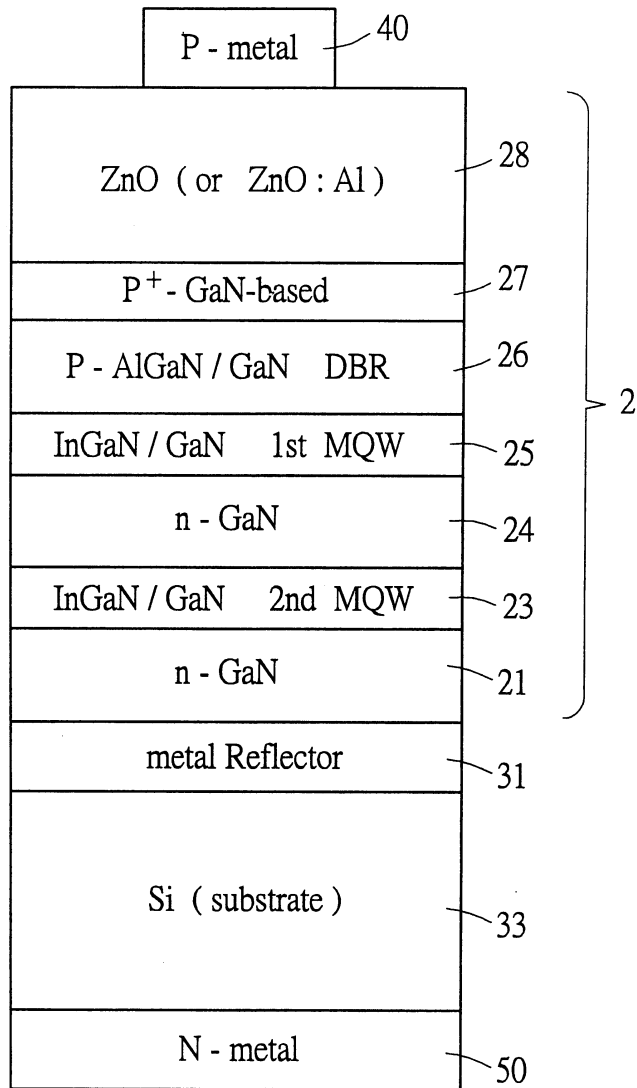 P - metal 40
ZnO ( or ZnO : Al ) 28
P+ - GaN-based 27
P - AlGaN / GaN DBR 26
2
InGaN / GaN 1st MQW 25
n - GaN 24
InGaN / GaN 2nd MQW 23
n - GaN 21
metal Reflector 31
Si ( substrate ) 33
N - metal 50